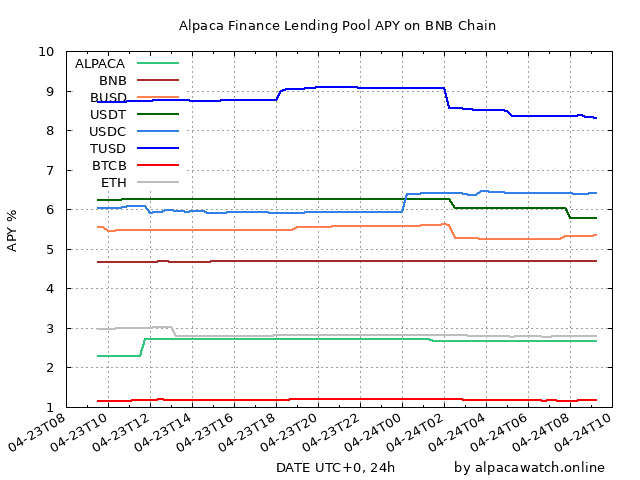 Alpaca Finance Lending Pool APY on BNB Chain
10
9
8
7
6
5
4
3
2
1
APY %
ALPACA
BNB
BUSD
USDT
USDC
TUSD
BTCB
ETH
04-23T08
04-23T10
04-23T12
04-23T14
04-23T16
04-23T18
04-23T20
04-23T22
04-24T00
04-24T02
04-24T04
04-24T06
04-24T08
04-24T10
DATE UTC+0, 24h
by alpacawatch.online